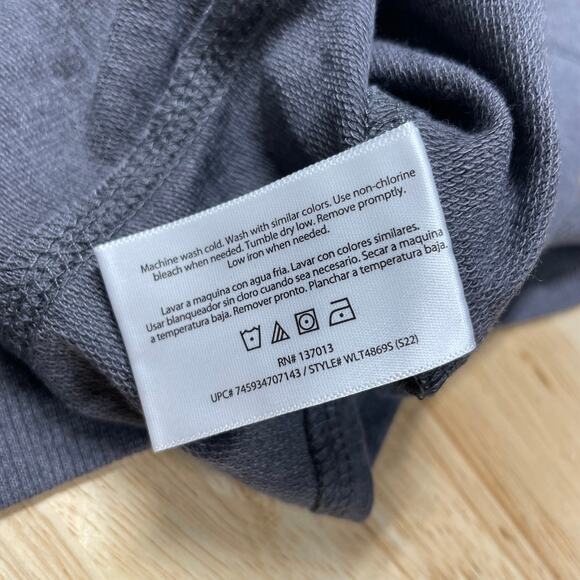 Machine wash cold. Wash with similar colors. Use non-chlorine
bleach when needed. Tumble dry low. Remove promptly.
Low iron when needed.
Lavar a maquina con agua fria. Lavar con colores similares.
Usar blanqueador sin cloro cuando sea necesario. Secar a maquina
a temperatura baja. Remover pronto. Planchar a temperatura baja.
RN# 137013
UPC# 745934707143 / STYLE# WLT4869S (S22)